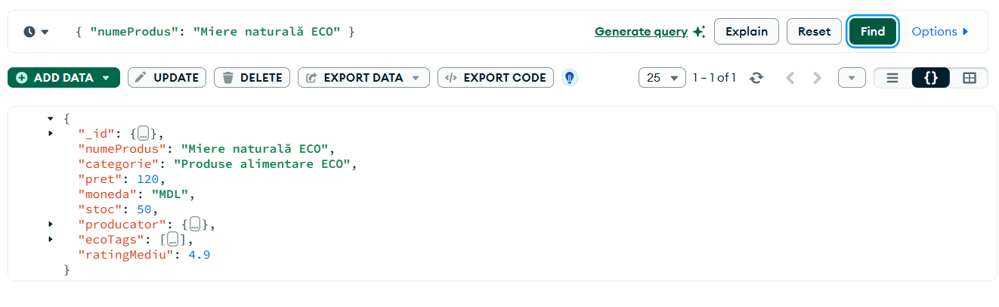 { "numeProdus": "Miere naturală ECO" }
Generate query
Explain
Reset
Find
Options
ADD DATA
UPDATE
DELETE
EXPORT DATA
EXPORT CODE
25
1 – 1 of 1
{}
{
"_id": {…},
"numeProdus": "Miere naturală ECO",
"categorie": "Produse alimentare ECO",
"pret": 120,
"moneda": "MDL",
"stoc": 50,
"producator": {…},
"ecoTags": […],
"ratingMediu": 4.9
}